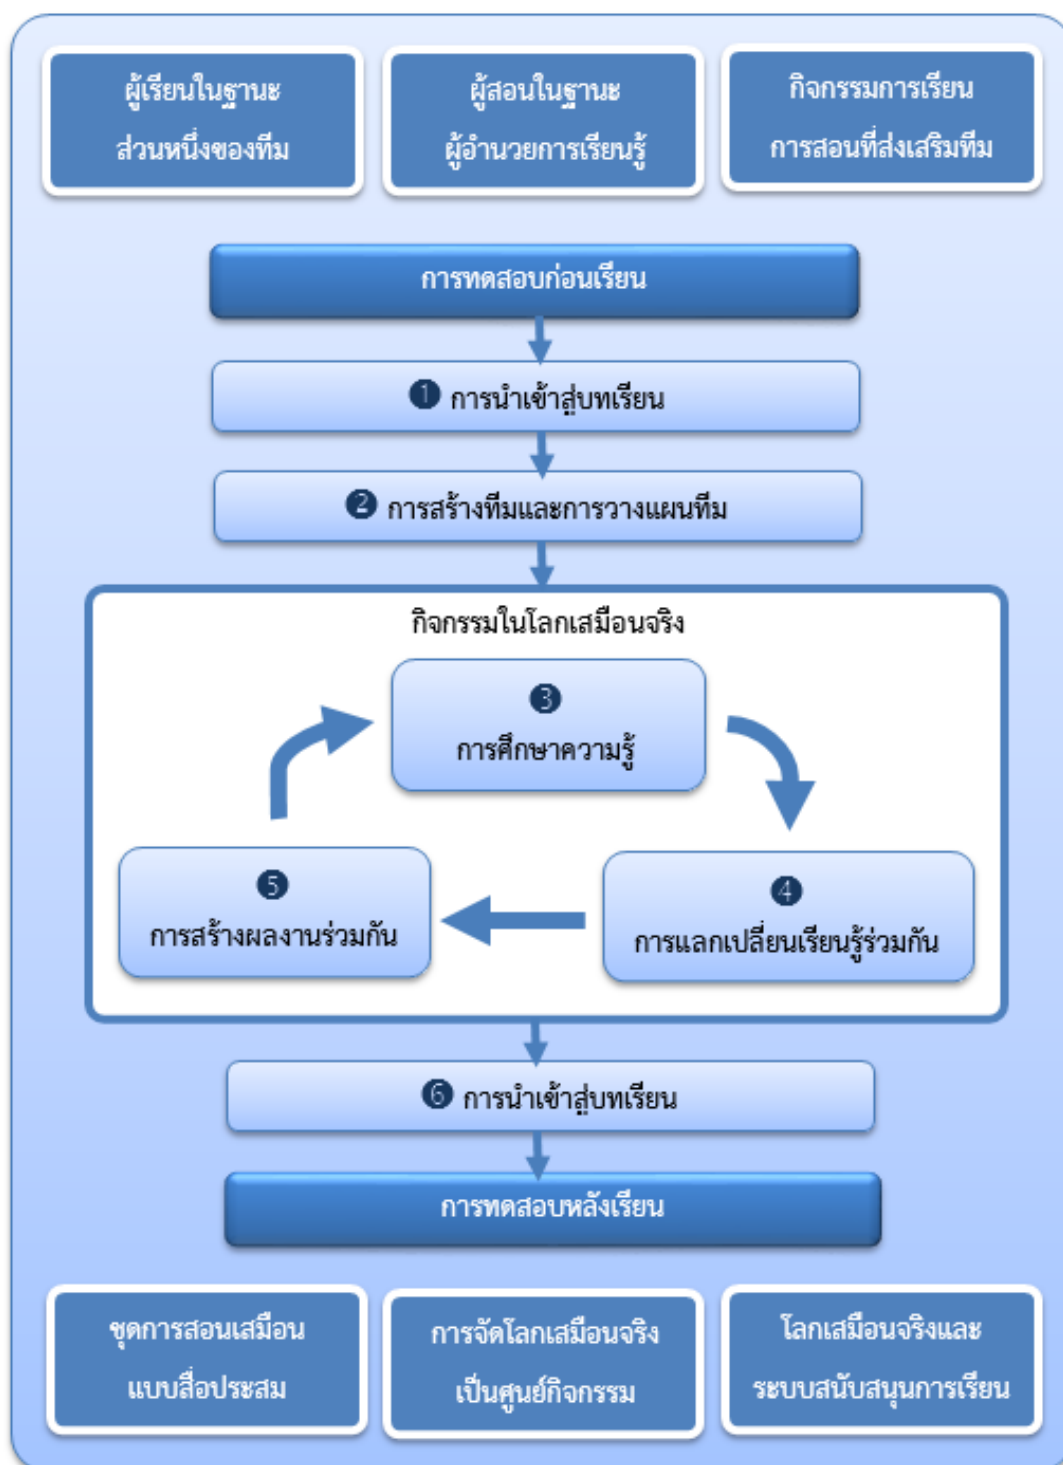 ผู้เรียนในฐานะ
ส่วนหนึ่งของทีม
ผู้สอนในฐานะ
ผู้อำนวยการเรียนรู้
กิจกรรมการเรียน
การสอนที่ส่งเสริมทีม
การทดสอบก่อนเรียน
❶ การนำเข้าสู่บทเรียน
❷ การสร้างทีมและการวางแผนทีม
กิจกรรมในโลกเสมือนจริง
❸
การศึกษาความรู้
❹
การแลกเปลี่ยนเรียนรู้ร่วมกัน
❺
การสร้างผลงานร่วมกัน
❻ การนำเข้าสู่บทเรียน
การทดสอบหลังเรียน
ชุดการสอนเสมือน
แบบสื่อประสม
การจัดโลกเสมือนจริง
เป็นศูนย์กิจกรรม
โลกเสมือนจริงและ
ระบบสนับสนุนการเรียน